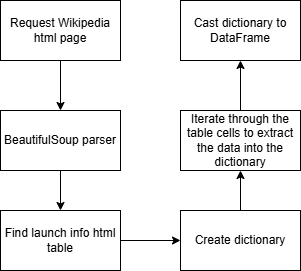 Request Wikipedia
html page
BeautifulSoup parser
Find launch info html
table
Create dictionary
Iterate through the
table cells to extract
the data into the
dictionary
Cast dictionary to
DataFrame